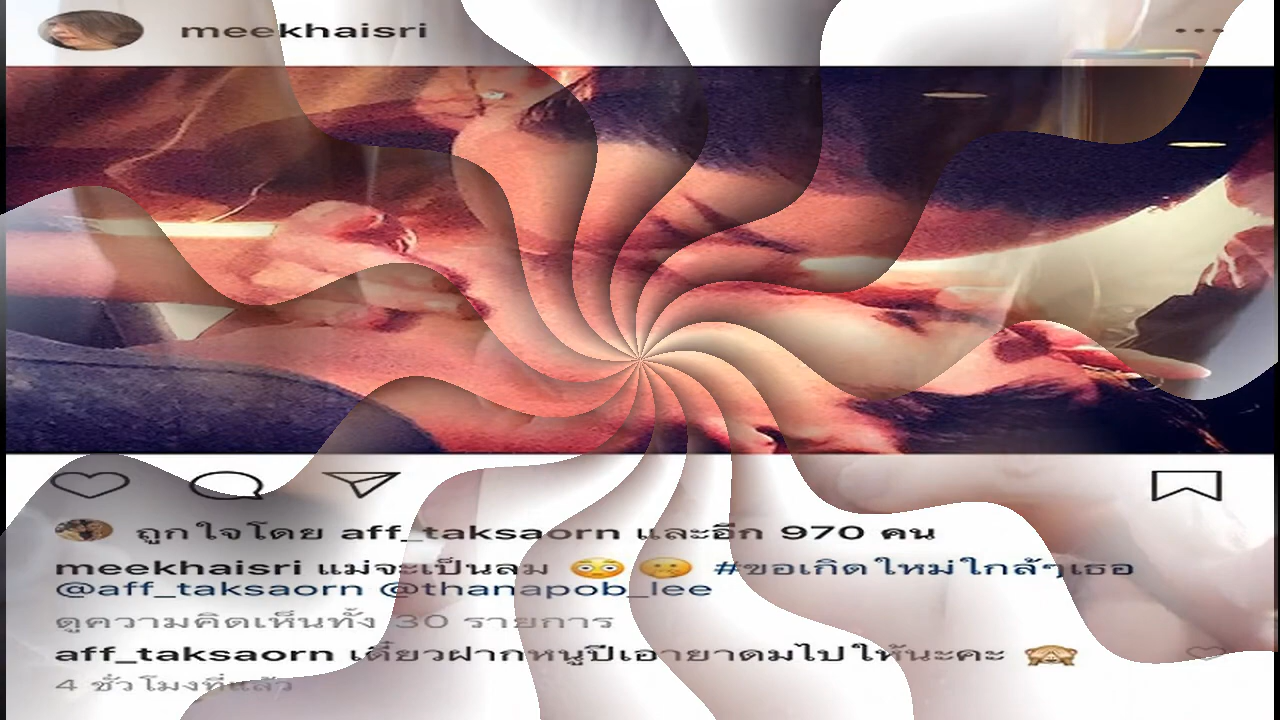 meekhaisri
ถูกใจโดย aff_taksaorn และอีก 970 คน
meekhaisri แม่จะเป็นลม 😳 🤫 #ขอเกิดใหม่ใกล้ๆเธอ
@aff_taksaorn @thanapob_lee
ดูความคิดเห็นทั้ง 30 รายการ
aff_taksaorn เดี๋ยวฝากหนูปีเอายาดมไปให้นะคะ 🙈
4 ชั่วโมงที่แล้ว